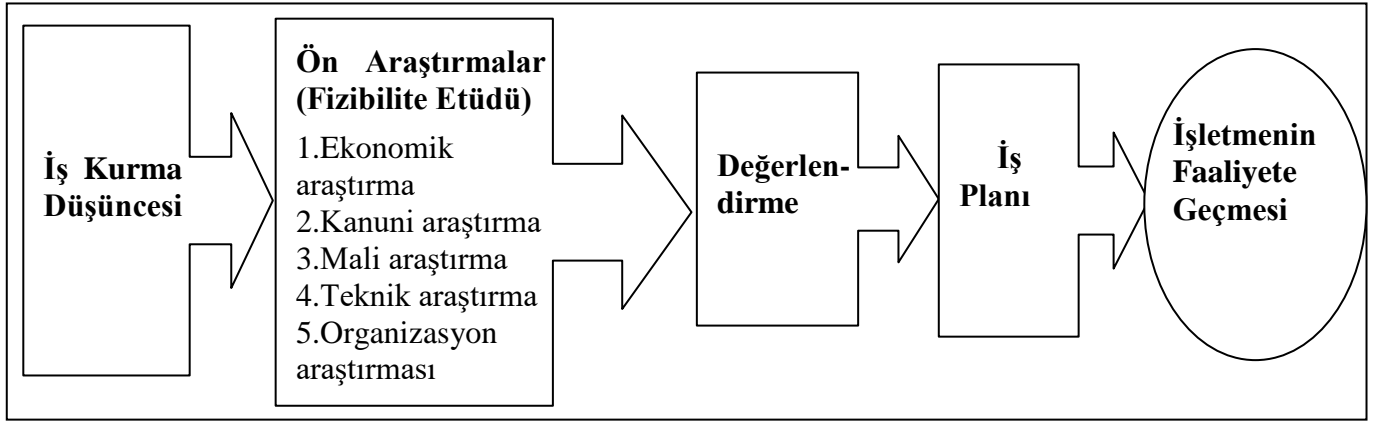 İş Kurma
Düşüncesi
Ön Araştırmalar
(Fizibilite Etüdü)
1.Ekonomik
araştırma
2.Kanuni araştırma
3.Mali araştırma
4.Teknik araştırma
5.Organizasyon
araştırması
Değerlen-
dirme
İş
Planı
İşletmenin
Faaliyete
Geçmesi